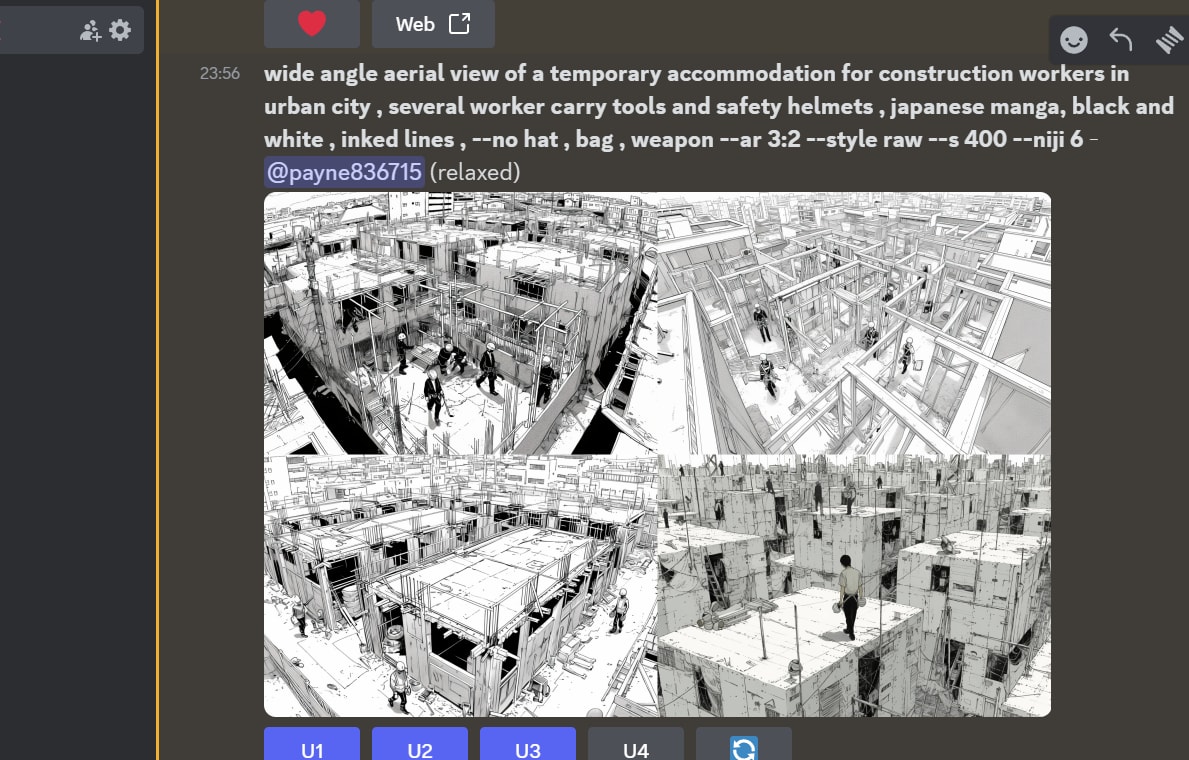 Web
23:56
wide angle aerial view of a temporary accommodation for construction workers in
urban city , several worker carry tools and safety helmets , japanese manga, black and
white , inked lines , --no hat , bag , weapon --ar 3:2 --style raw --s 400 --niji 6 -
@payne836715 (relaxed)
U1 U2 U3 U4